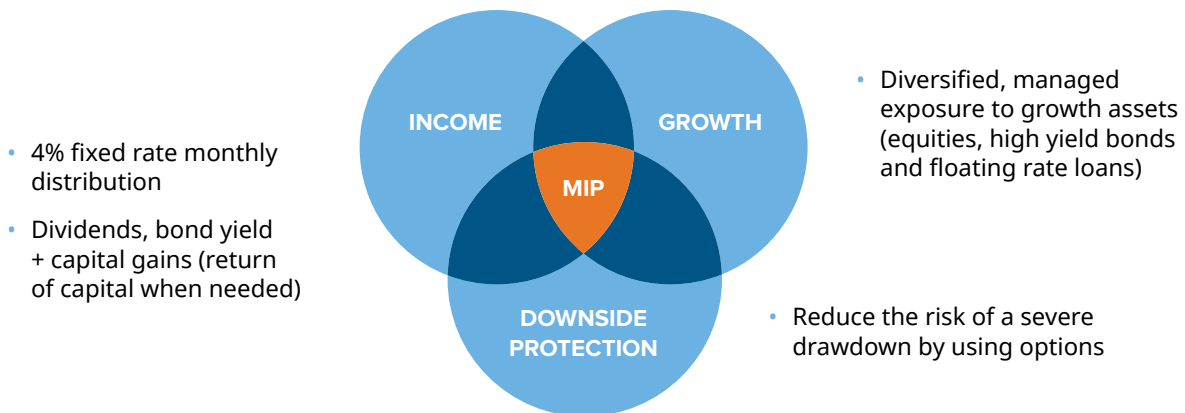 INCOME
GROWTH
MIP
DOWNSIDE
PROTECTION
• 4% fixed rate monthly
distribution
• Dividends, bond yield
+ capital gains (return
of capital when needed)
• Diversified, managed
exposure to growth assets
(equities, high yield bonds
and floating rate loans)
• Reduce the risk of a severe
drawdown by using options